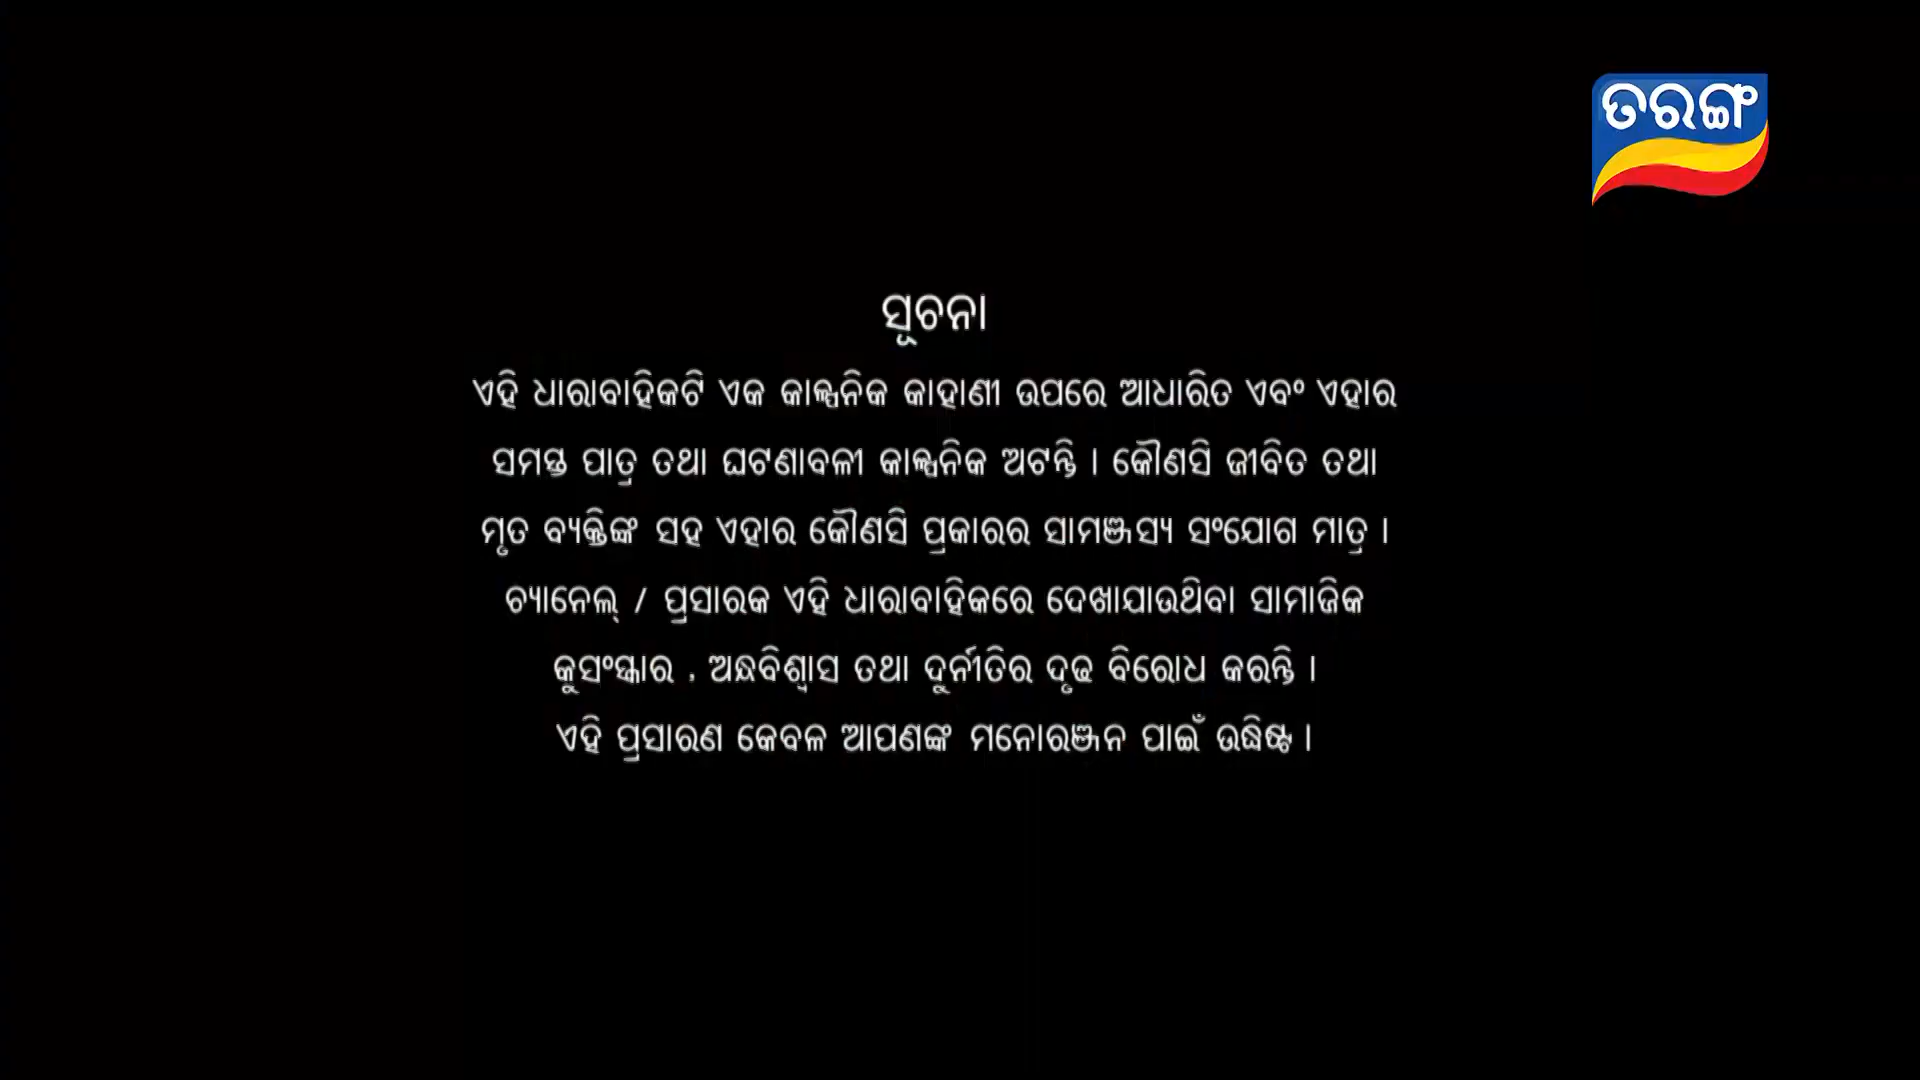 ତରଙ୍ଗ
ସୂଚନା
ଏହି ଧାରାବାହିକଟି ଏକ କାଳ୍ପନିକ କାହାଣୀ ଉପରେ ଆଧାରିତ ଏବଂ ଏହାର
ସମସ୍ତ ପାତ୍ର ତଥା ଘଟଣାବଳୀ କାଳ୍ପନିକ ଅଟନ୍ତି । କୌଣସି ଜୀବିତ ତଥା
ମୃତ ବ୍ୟକ୍ତିଙ୍କ ସହ ଏହାର କୌଣସି ପ୍ରକାରର ସାମଞ୍ଜସ୍ୟ ସଂଯୋଗ ମାତ୍ର ।
ଚ୍ୟାନେଲ୍ / ପ୍ରସାରକ ଏହି ଧାରାବାହିକରେ ଦେଖାଯାଉଥିବା ସାମାଜିକ
କୁସଂସ୍କାର , ଅନ୍ଧବିଶ୍ୱାସ ତଥା ଦୁର୍ନୀତିର ଦୃଢ ବିରୋଧ କରନ୍ତି ।
ଏହି ପ୍ରସାରଣ କେବଳ ଆପଣଙ୍କ ମନୋରଞ୍ଜନ ପାଇଁ ଉଦ୍ଧିଷ୍ଟ ।